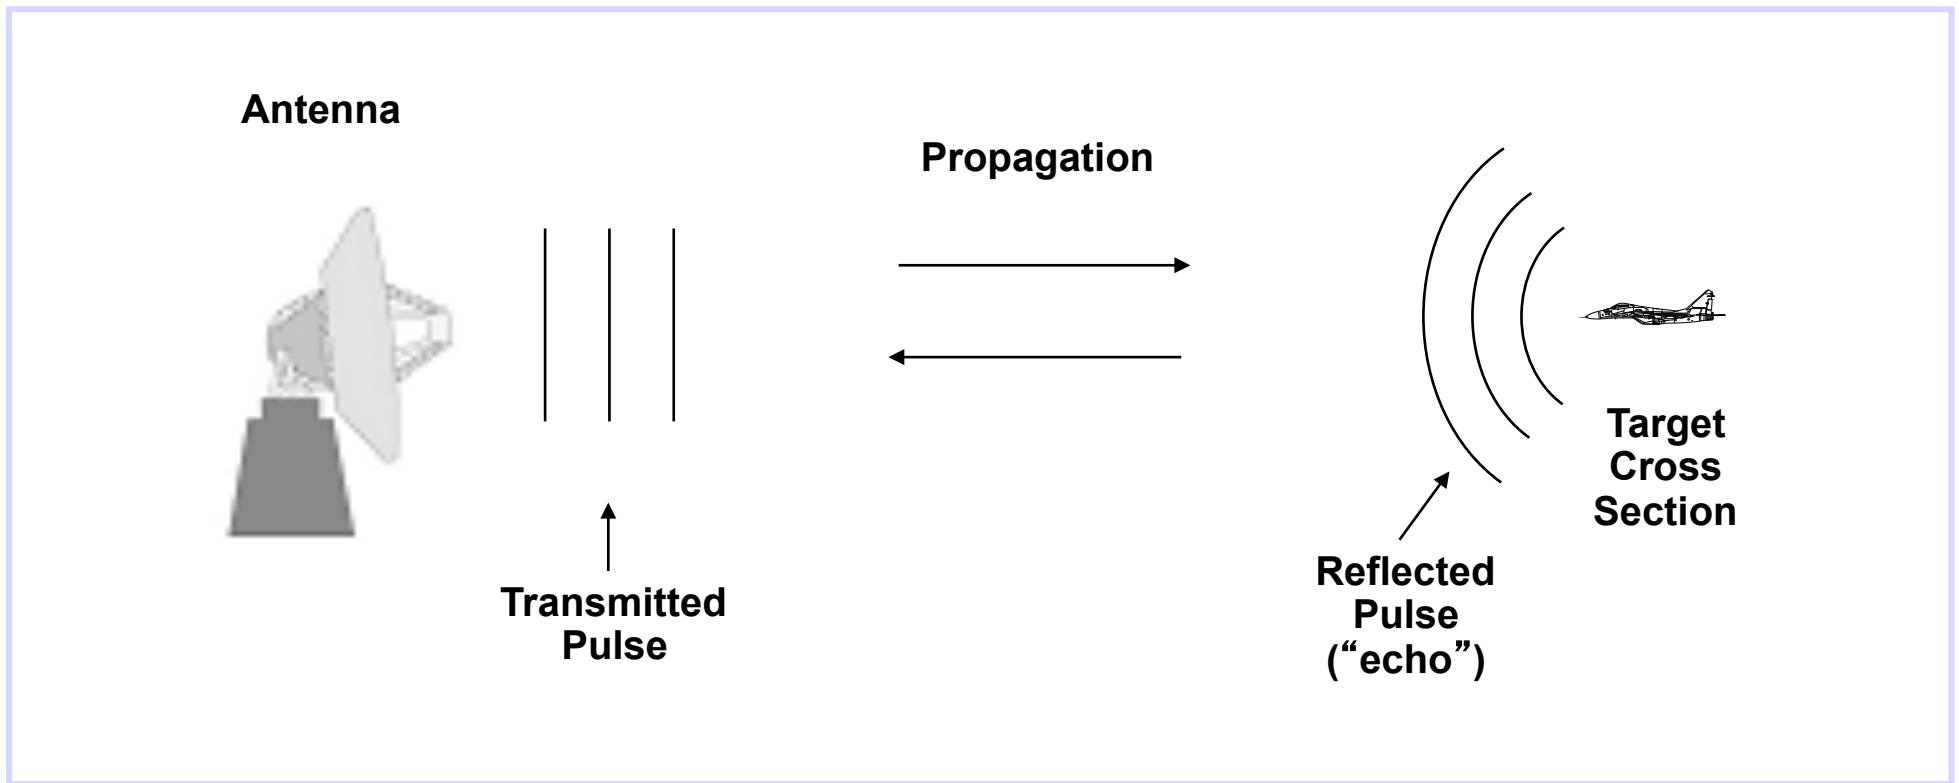 Antenna
Propagation
Transmitted
Pulse
Reflected
Pulse
(“echo”)
Target
Cross
Section